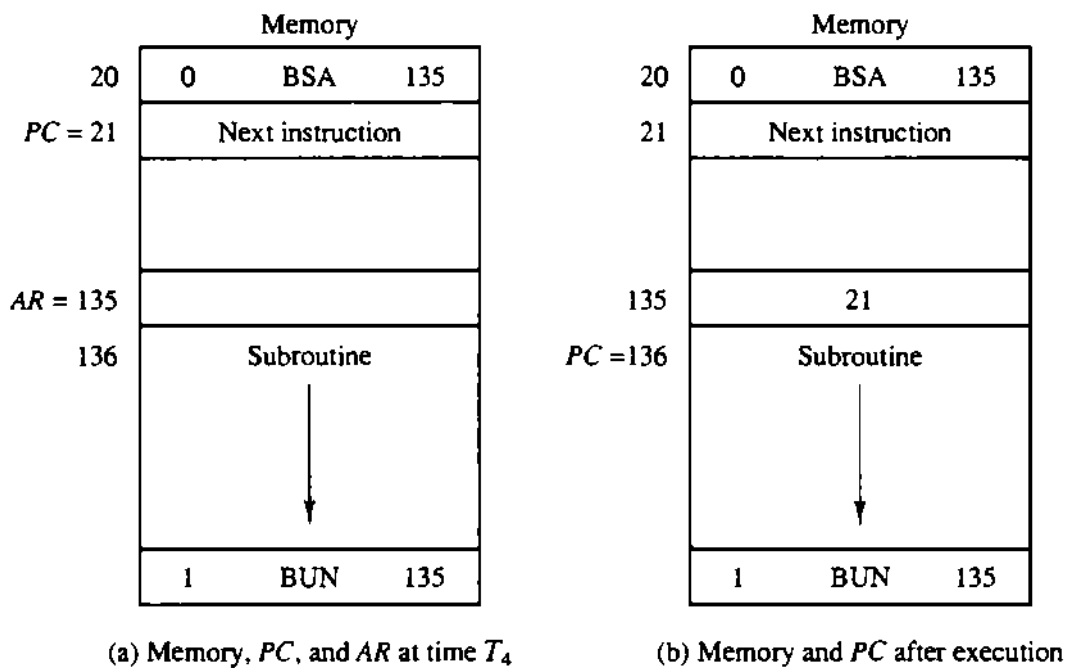 Memory
20 0 BSA 135
PC = 21 Next instruction
AR = 135
136 Subroutine
1 BUN 135
(a) Memory, PC, and AR at time T4
Memory
20 0 BSA 135
21 Next instruction
135 21
PC =136 Subroutine
1 BUN 135
(b) Memory and PC after execution